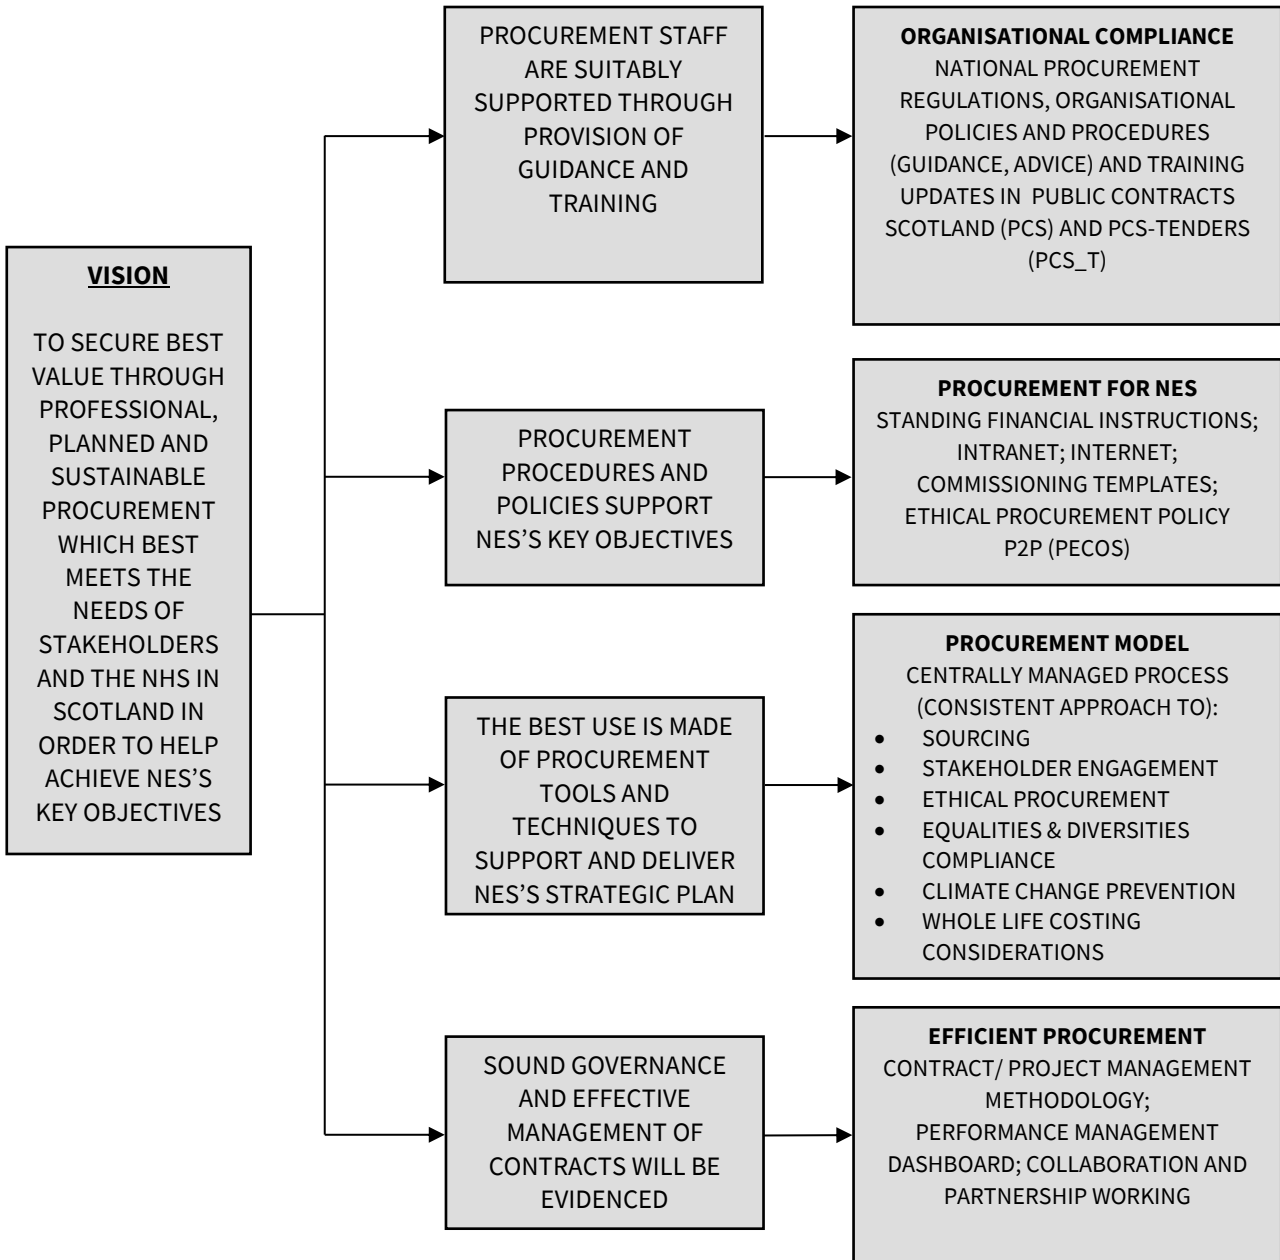 VISION
TO SECURE BEST
VALUE THROUGH
PROFESSIONAL,
PLANNED AND
SUSTAINABLE
PROCUREMENT
WHICH BEST
MEETS THE
NEEDS OF
STAKEHOLDERS
AND THE NHS IN
SCOTLAND IN
ORDER TO HELP
ACHIEVE NES’S
KEY OBJECTIVES
PROCUREMENT STAFF
ARE SUITABLY
SUPPORTED THROUGH
PROVISION OF
GUIDANCE AND
TRAINING
ORGANISATIONAL COMPLIANCE
NATIONAL PROCUREMENT
REGULATIONS, ORGANISATIONAL
POLICIES AND PROCEDURES
(GUIDANCE, ADVICE) AND TRAINING
UPDATES IN PUBLIC CONTRACTS
SCOTLAND (PCS) AND PCS-TENDERS
(PCS_T)
PROCUREMENT
PROCEDURES AND
POLICIES SUPPORT
NES’S KEY OBJECTIVES
PROCUREMENT FOR NES
STANDING FINANCIAL INSTRUCTIONS;
INTRANET; INTERNET;
COMMISSIONING TEMPLATES;
ETHICAL PROCUREMENT POLICY
P2P (PECOS)
THE BEST USE IS MADE
OF PROCUREMENT
TOOLS AND
TECHNIQUES TO
SUPPORT AND DELIVER
NES’S STRATEGIC PLAN
PROCUREMENT MODEL
CENTRALLY MANAGED PROCESS
(CONSISTENT APPROACH TO):
• SOURCING
• STAKEHOLDER ENGAGEMENT
• ETHICAL PROCUREMENT
• EQUALITIES & DIVERSITIES
COMPLIANCE
• CLIMATE CHANGE PREVENTION
• WHOLE LIFE COSTING
CONSIDERATIONS
SOUND GOVERNANCE
AND EFFECTIVE
MANAGEMENT OF
CONTRACTS WILL BE
EVIDENCED
EFFICIENT PROCUREMENT
CONTRACT/ PROJECT MANAGEMENT
METHODOLOGY;
PERFORMANCE MANAGEMENT
DASHBOARD; COLLABORATION AND
PARTNERSHIP WORKING